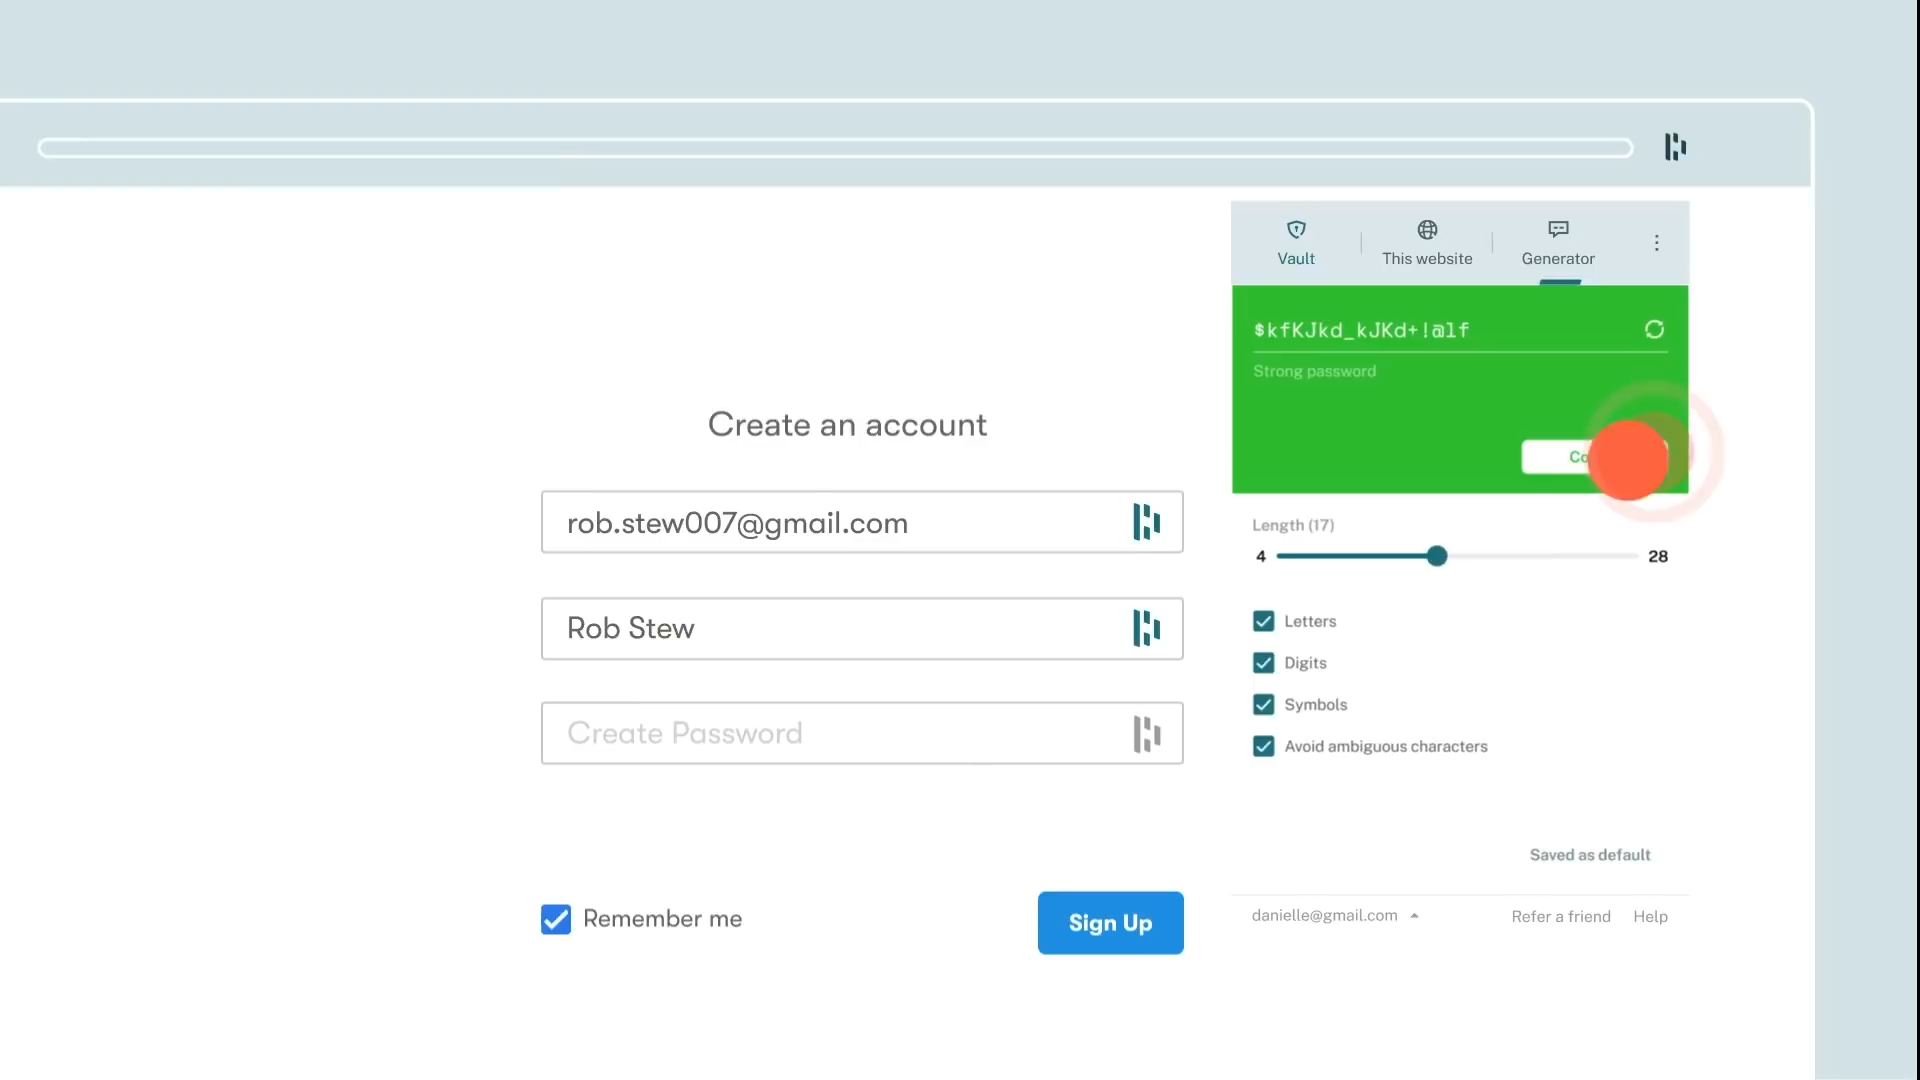 Vault
This website
Generator
$kfKJkd_kJKd+!@lf
Strong password
Create an account
rob.stew007@gmail.com
Length (17)
4
28
Rob Stew
Letters
Digits
Symbols
Create Password
Avoid ambiguous characters
Saved as default
Remember me
Sign Up
danielle@gmail.com
Refer a friend
Help